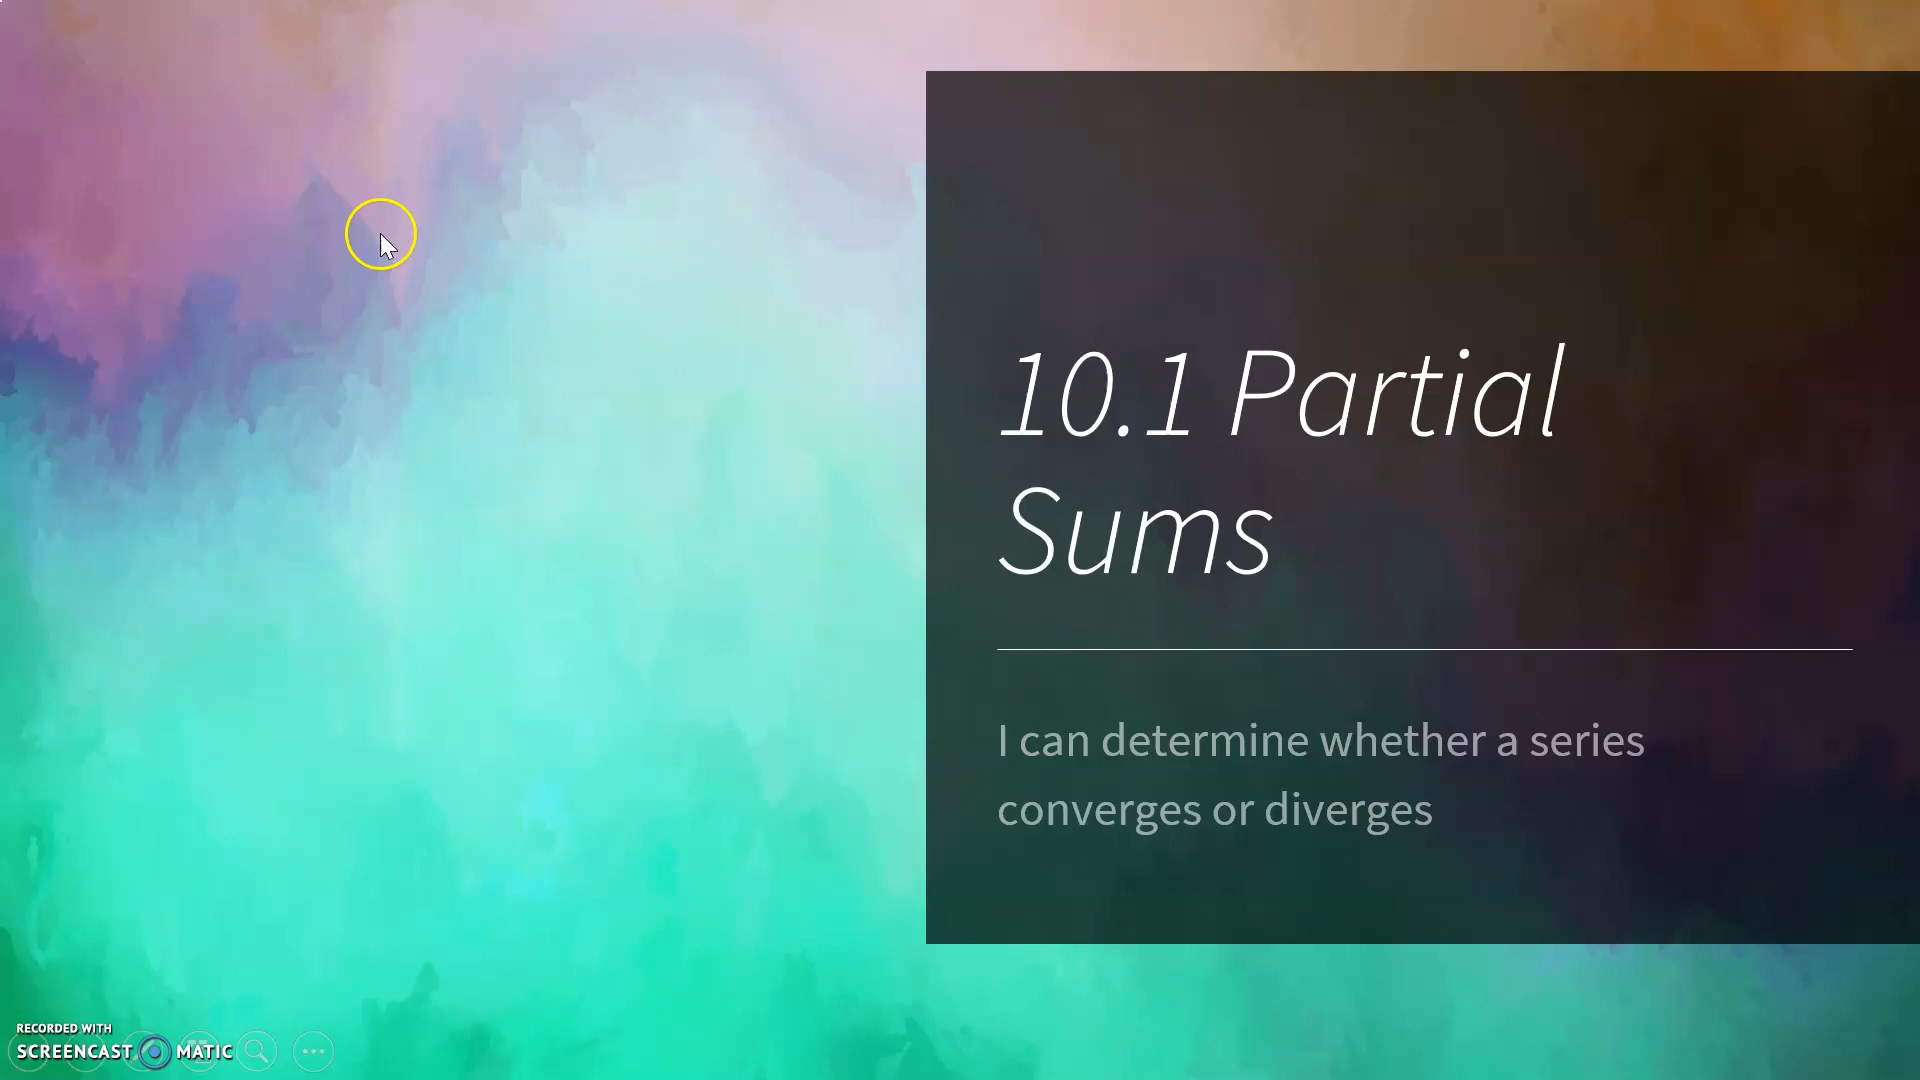 10.1 Partial
Sums
I can determine whether a series
converges or diverges
RECORDED WITH
SCREENCAST MATIC